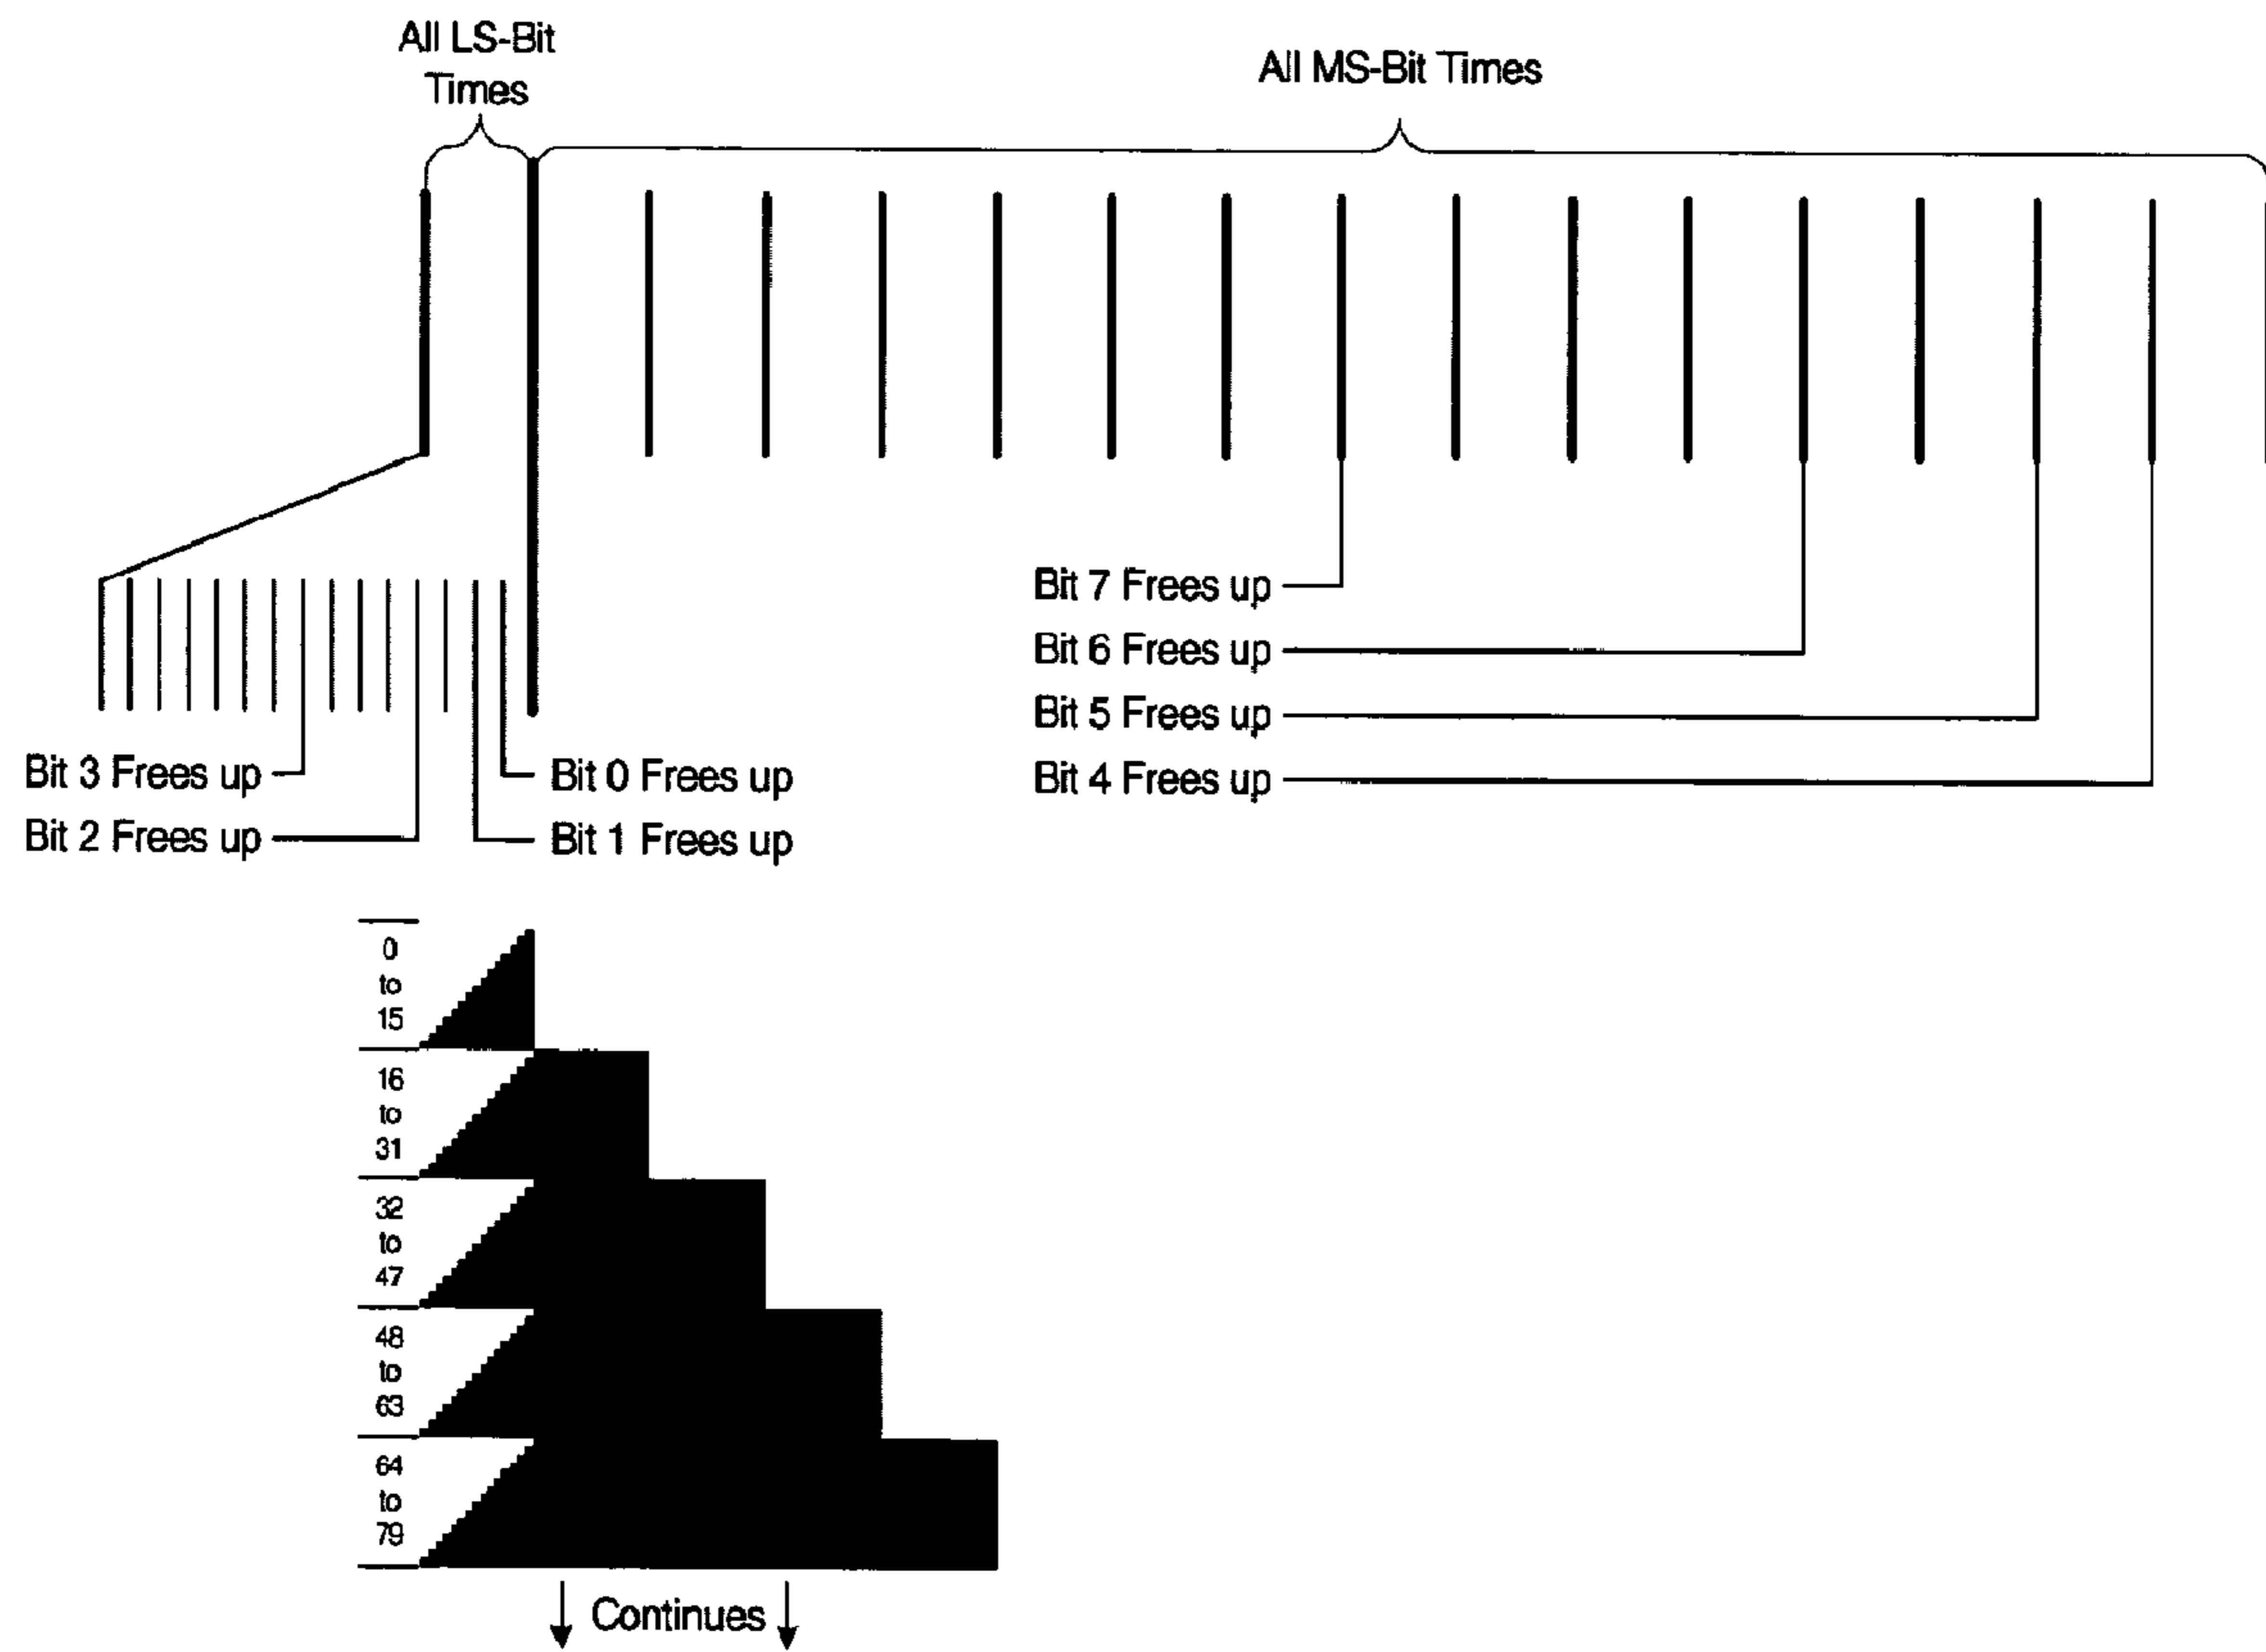 All LS-Bit
Times
All MS-Bit Times
Bit 7 Frees up
Bit 6 Frees up
Bit 5 Frees up
Bit 4 Frees up
Bit 3 Frees up
Bit 0 Frees up
Bit 2 Frees up
Bit 1 Frees up
0
to
15
16
to
31
32
to
47
48
to
63
64
to
79
Continues